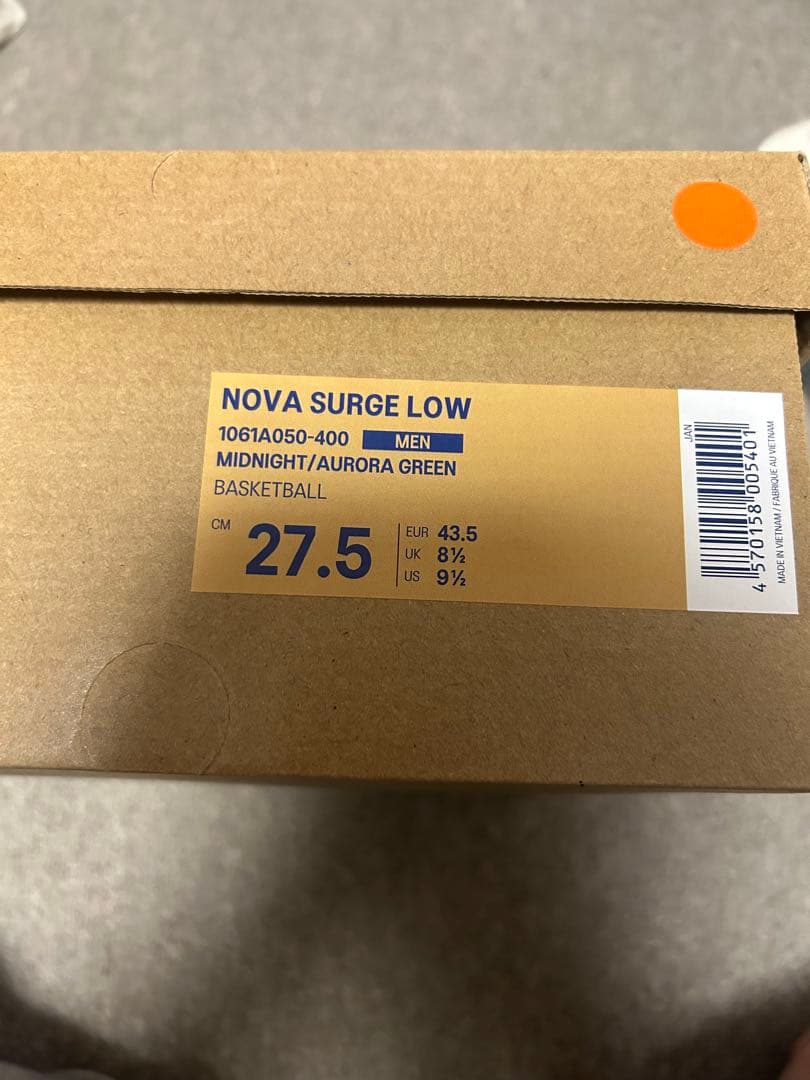 NOVA SURGE LOW
1061A050-400 MEN
MIDNIGHT/AURORA GREEN
BASKETBALL
CM 27.5
EUR 43.5
UK 8½
US 9½
JAN
4 570158 005401
MADE IN VIETNAM / FABRIQUE AU VIETNAM